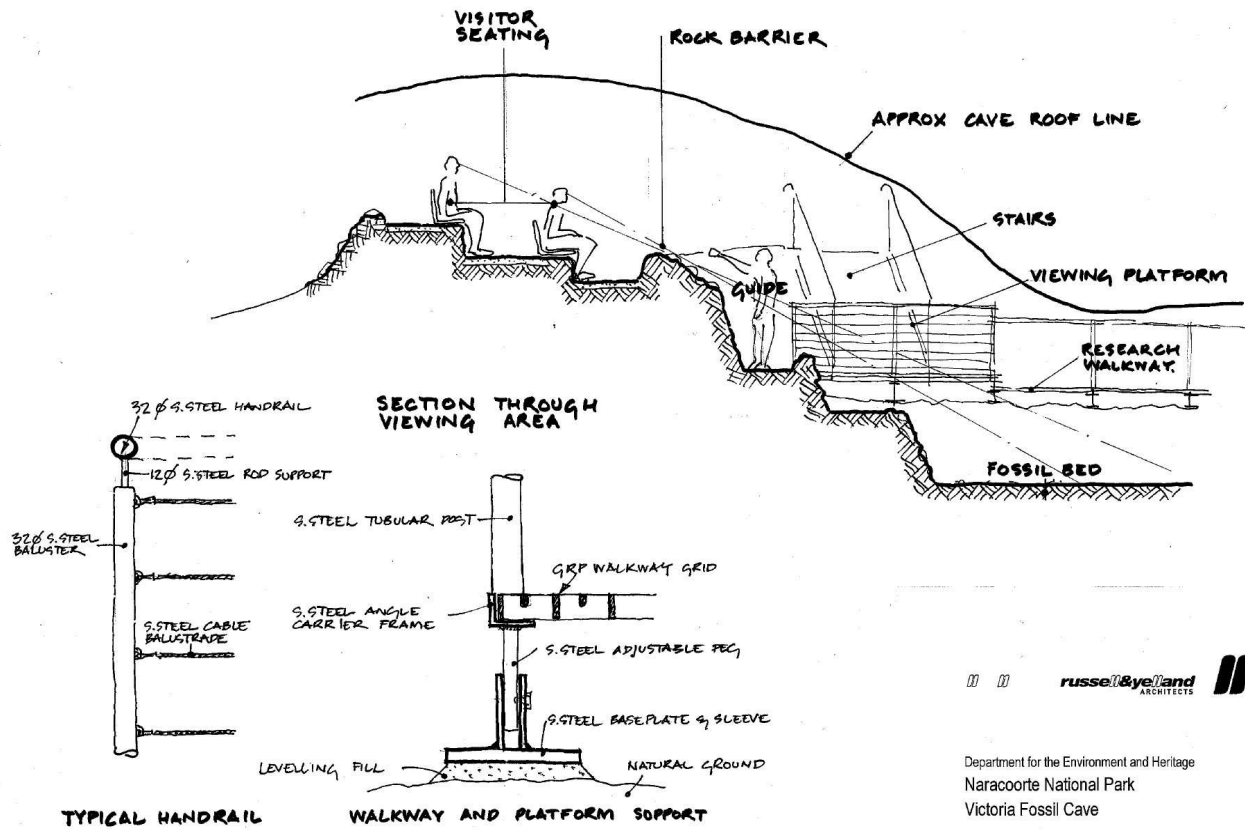 VISITOR
SEATING
ROCK BARRIER
APPROX CAVE ROOF LINE
STAIRS
GUIDE
VIEWING PLATFORM
RESEARCH
WALKWAY.
FOSSIL BED
SECTION THROUGH
VIEWING AREA
32Ø S.STEEL HANDRAIL
12Ø S.STEEL ROD SUPPORT
32Ø S.STEEL
BALUSTER
S.STEEL CABLE
BALUSTRADE
TYPICAL HANDRAIL
S.STEEL TUBULAR POST
GRP WALKWAY GRID
S.STEEL ANGLE
CARRIER FRAME
S.STEEL ADJUSTABLE PEG
S.STEEL BASEPLATE & SLEEVE
LEVELLING FILL
NATURAL GROUND
WALKWAY AND PLATFORM SUPPORT
russell&yelland
ARCHITECTS
Department for the Environment and Heritage
Naracoorte National Park
Victoria Fossil Cave